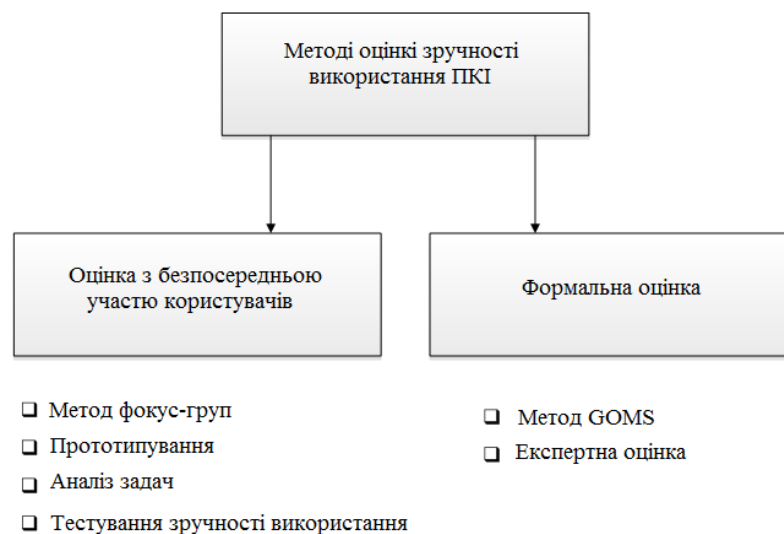 Методі оцінкі зручності
використання ПКІ
Оцінка з безпосередньою
участю користувачів
Формальна оцінка
Метод фокус-груп
Прототипування
Аналіз задач
Тестування зручності використання
Метод GOMS
Експертна оцінка